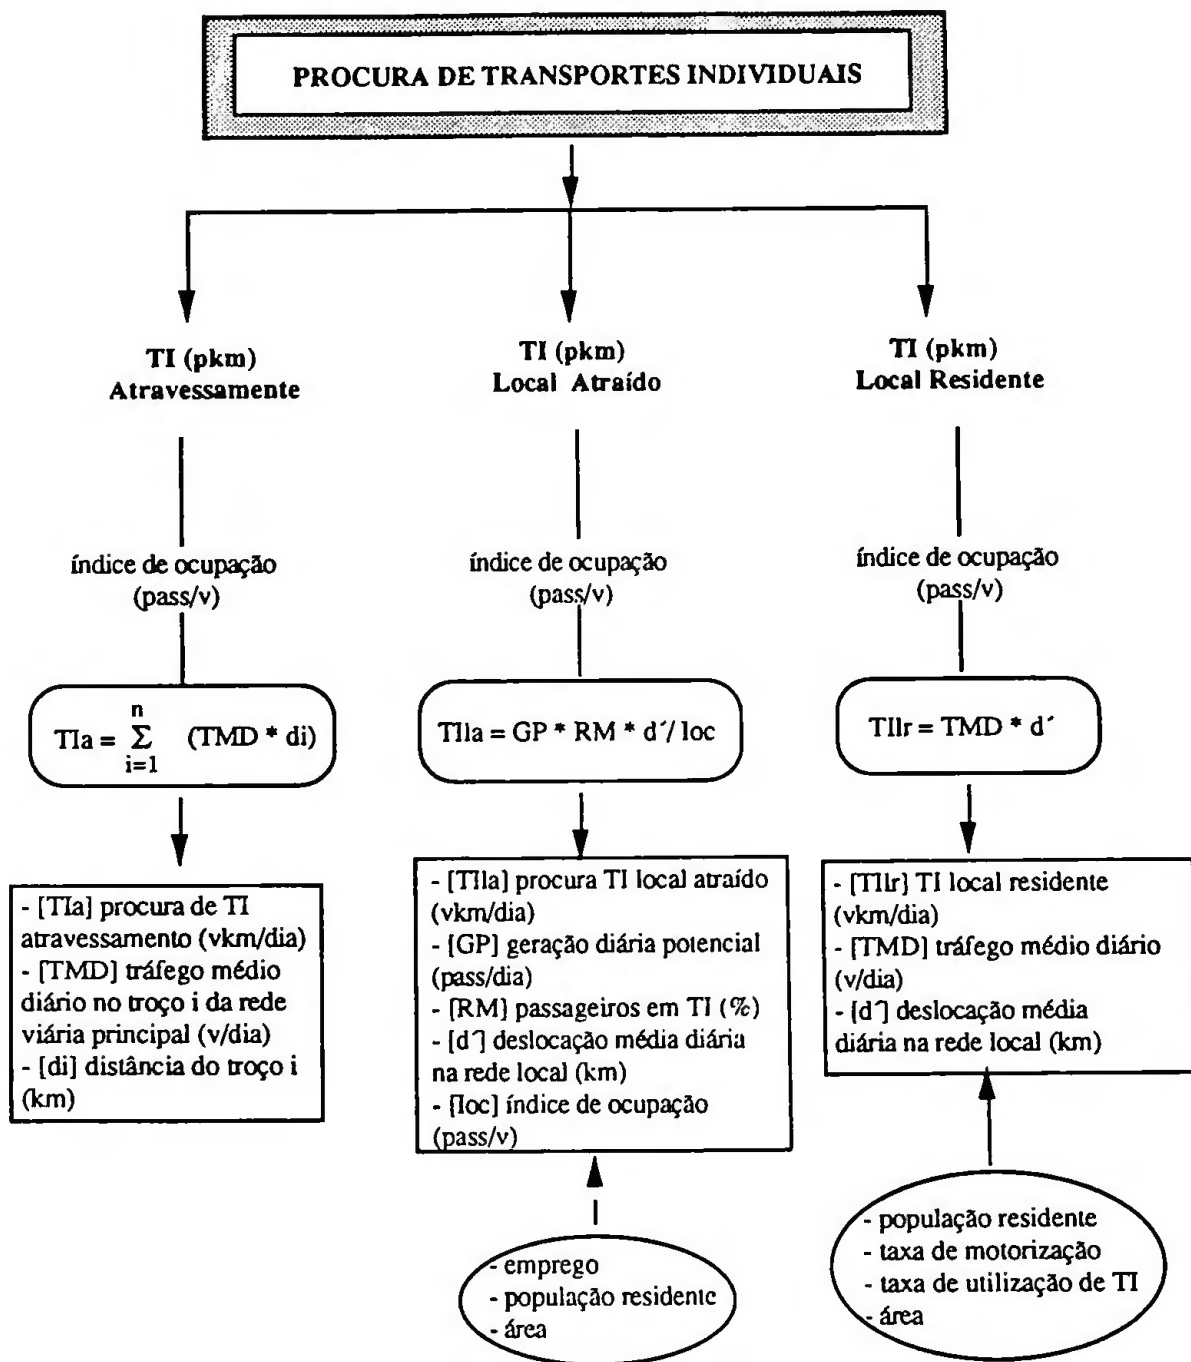 PROCURA DE TRANSPORTES INDIVIDUAIS
TI (pkm)
Atravessamente
TI (pkm)
Local Atraído
TI (pkm)
Local Residente
índice de ocupação
(pass/v)
índice de ocupação
(pass/v)
índice de ocupação
(pass/v)
n
TIa = Σ (TMD * di)
i=1
TIla = GP * RM * d´/ Ioc
TIlr = TMD * d´
- [TIa] procura de TI
atravessamento (vkm/dia)
- [TMD] tráfego médio
diário no troço i da rede
viária principal (v/dia)
- [di] distância do troço i
(km)
- [TIla] procura TI local atraído
(vkm/dia)
- [GP] geração diária potencial
(pass/dia)
- [RM] passageiros em TI (%)
- [d´] deslocação média diária
na rede local (km)
- [Ioc] índice de ocupação
(pass/v)
- [TIlr] TI local residente
(vkm/dia)
- [TMD] tráfego médio diário
(v/dia)
- [d´] deslocação média
diária na rede local (km)
- emprego
- população residente
- área
- população residente
- taxa de motorização
- taxa de utilização de TI
- área